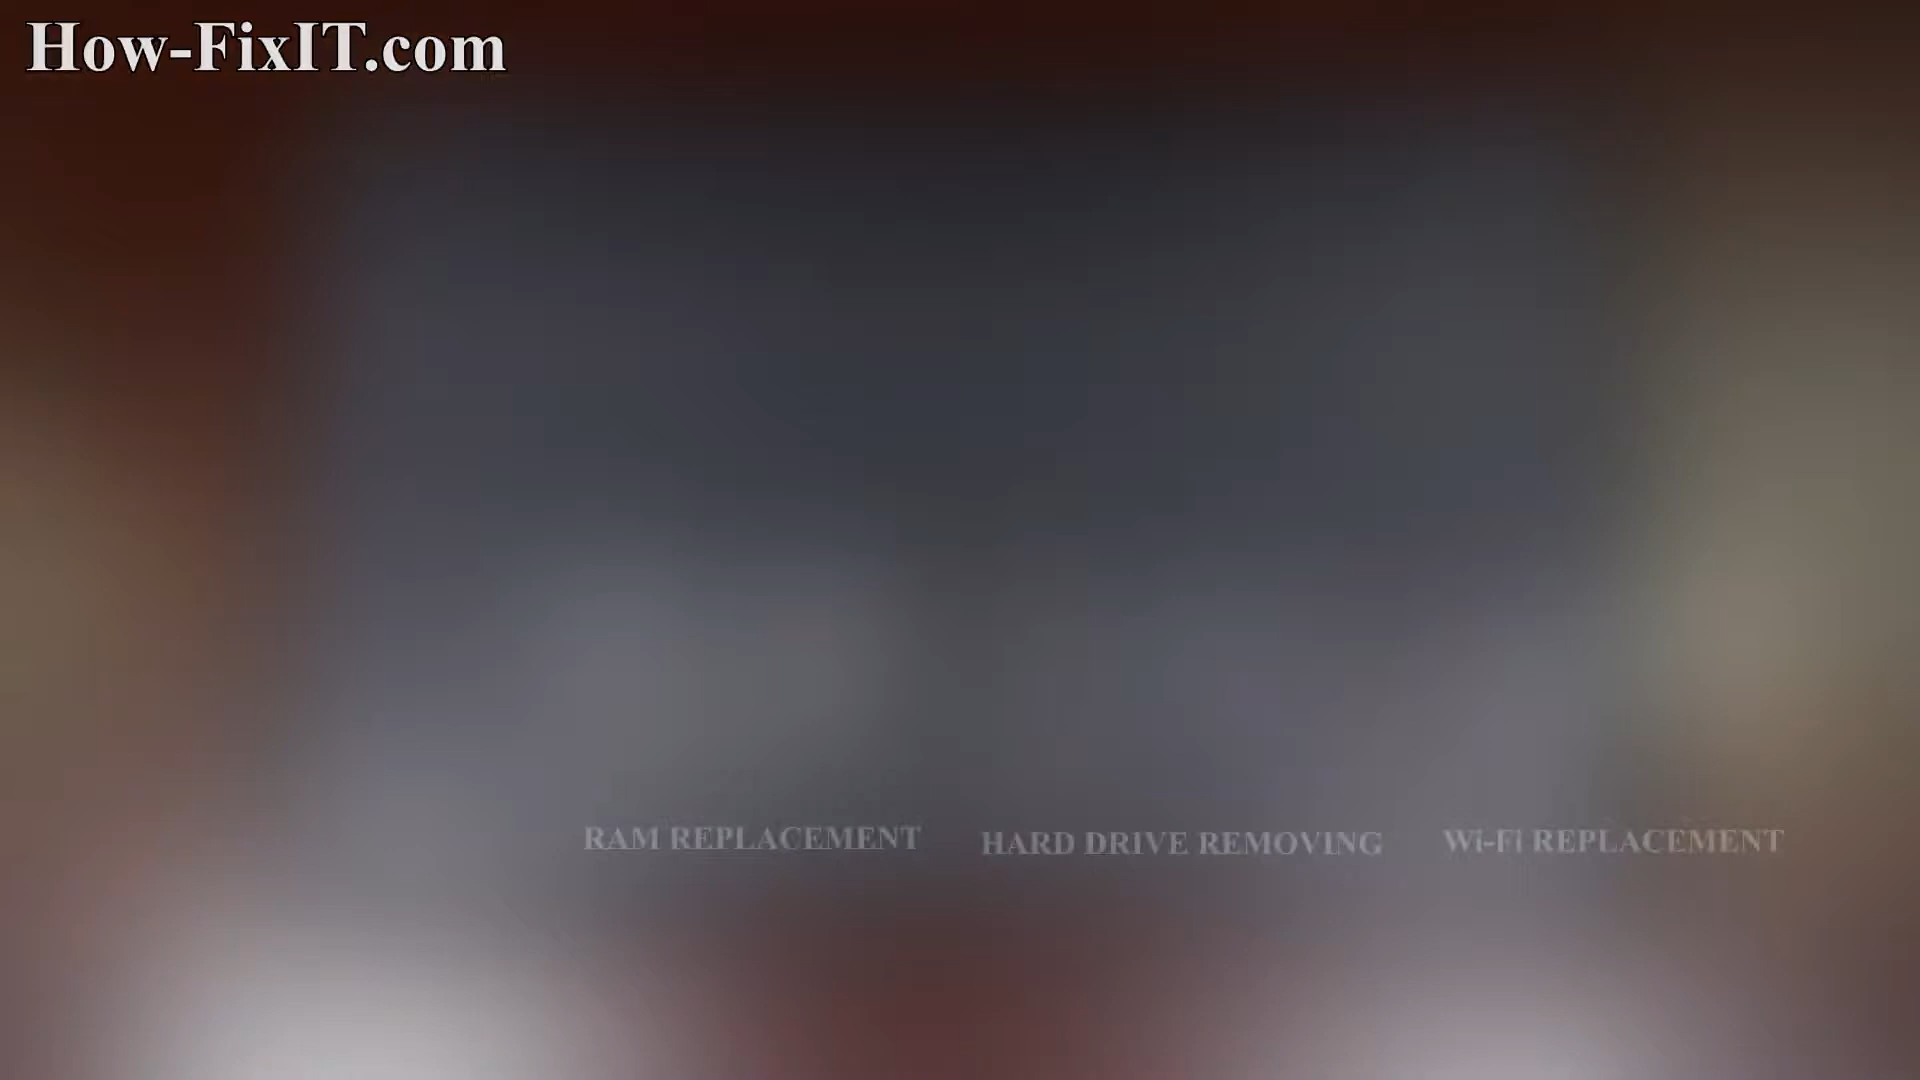 How-FixIT.com
RAM REPLACEMENT
HARD DRIVE REMOVING
Wi-Fi REPLACEMENT